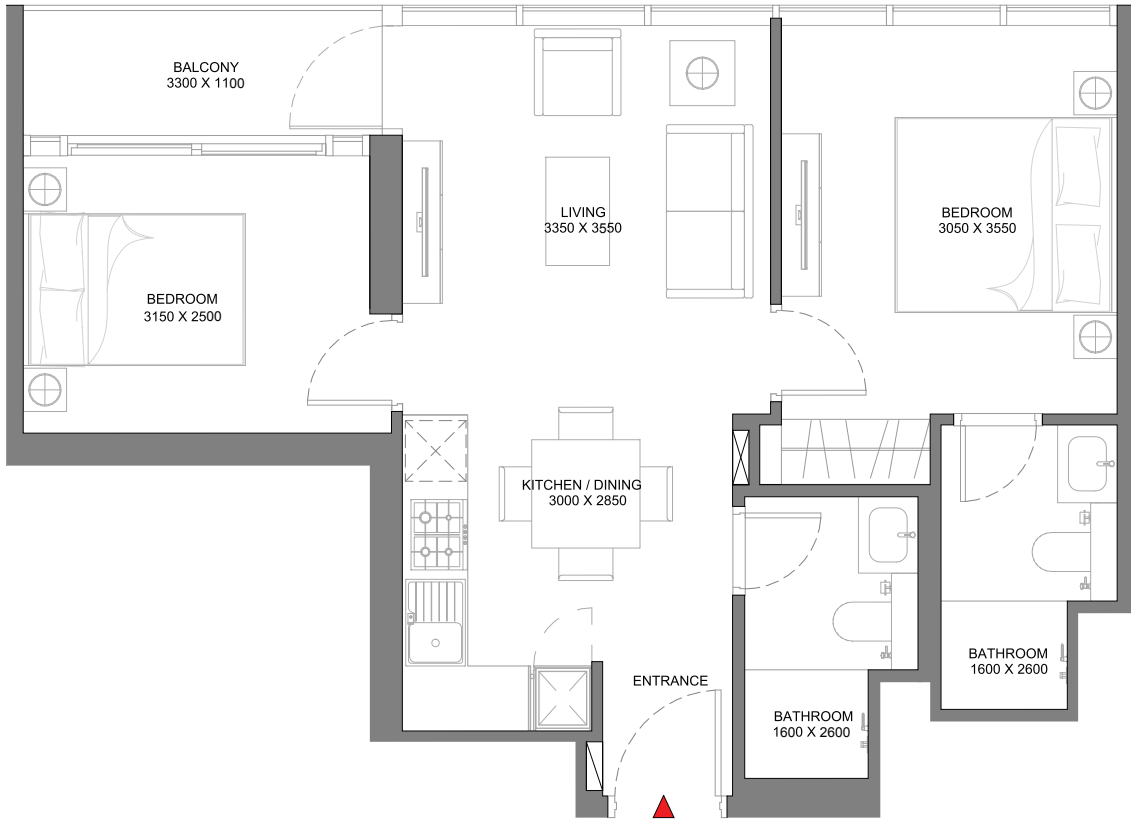 BALCONY
3300 X 1100
LIVING
3350 X 3550
BEDROOM
3050 X 3550
BEDROOM
3150 X 2500
KITCHEN / DINING
3000 X 2850
BATHROOM
1600 X 2600
ENTRANCE
BATHROOM
1600 X 2600